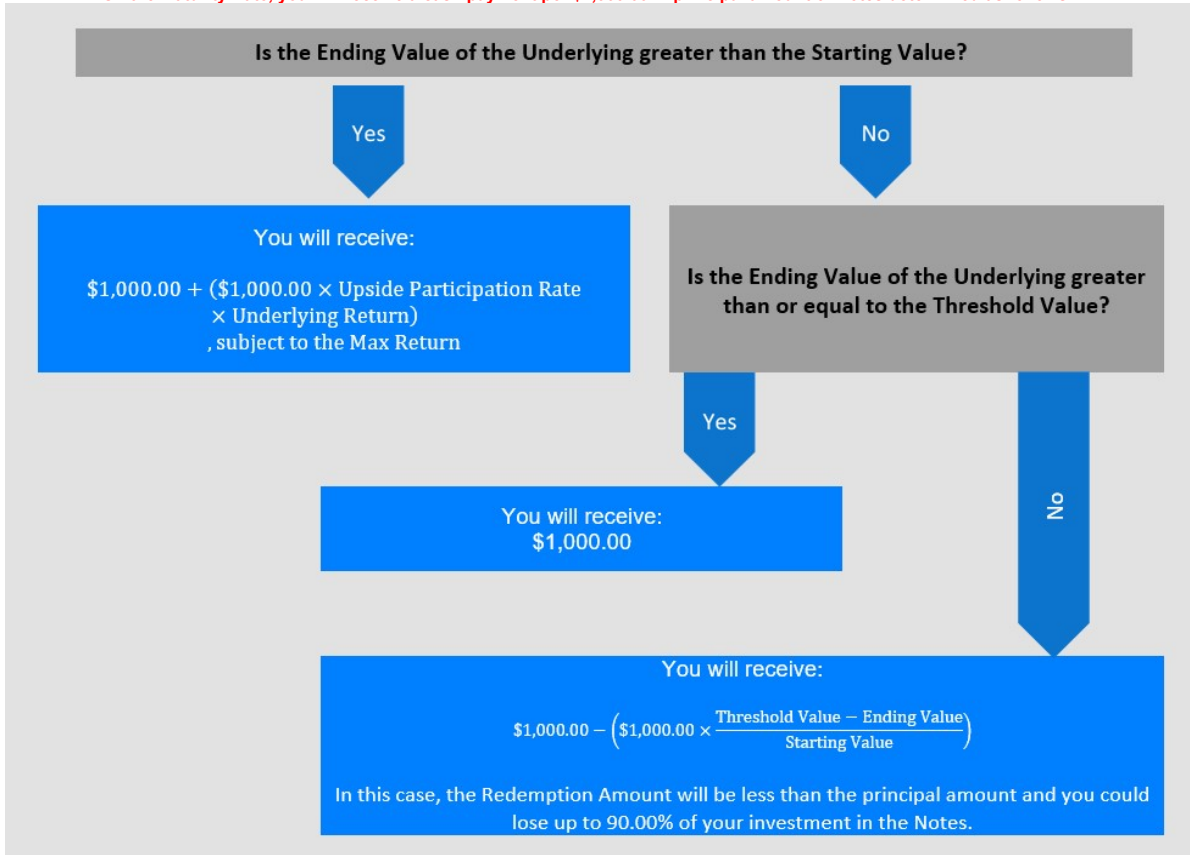 Is the Ending Value of the Underlying greater than the Starting Value?
Yes
No
You will receive:
$1,000.00 + ($1,000.00 × Upside Participation Rate
× Underlying Return)
, subject to the Max Return
Is the Ending Value of the Underlying greater
than or equal to the Threshold Value?
Yes
No
You will receive:
$1,000.00
You will receive:
$1,000.00 − ($1,000.00 × Threshold Value − Ending Value
Starting Value)
In this case, the Redemption Amount will be less than the principal amount and you could
lose up to 90.00% of your investment in the Notes.